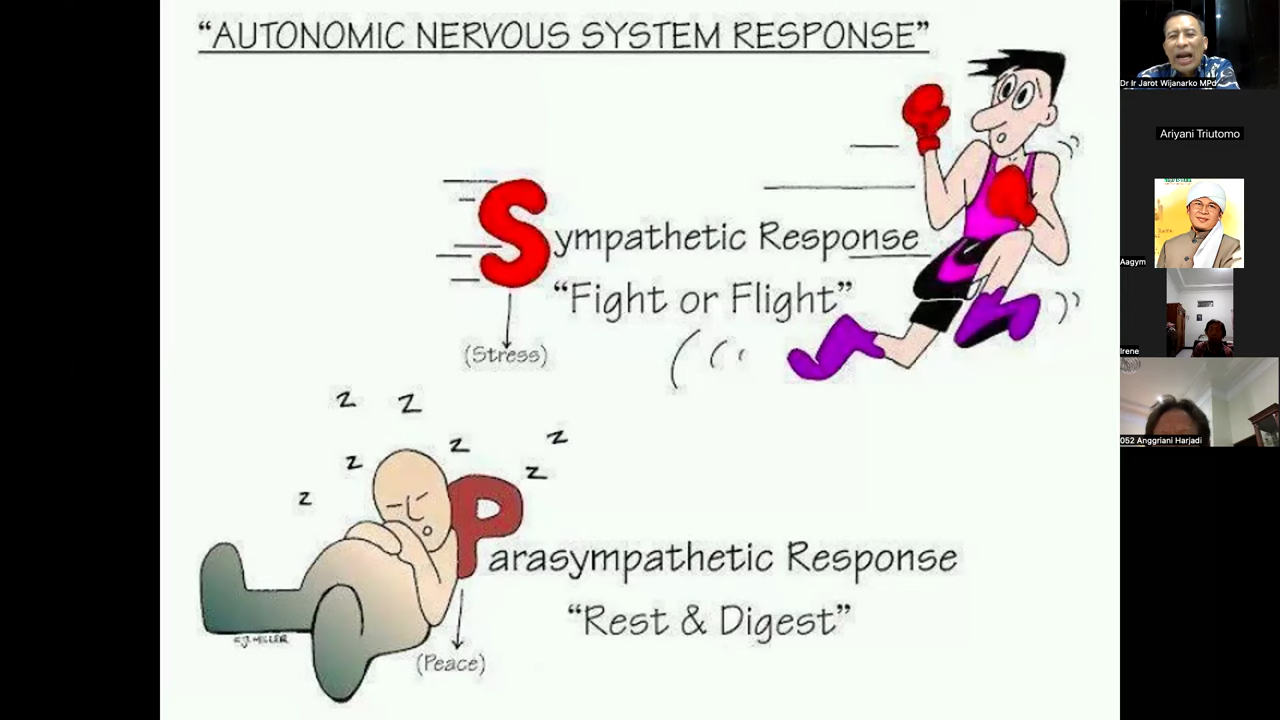 “AUTONOMIC NERVOUS SYSTEM RESPONSE”
Sympathetic Response
“Fight or Flight”
(Stress)
z z z z z z z
Parasympathetic Response
“Rest & Digest”
(Peace)
C.J. MILLER
Dr Ir Jarot Wijanarko MPd
Ariyani Triutomo
Aagym
Irene
052 Anggriani Harjadi